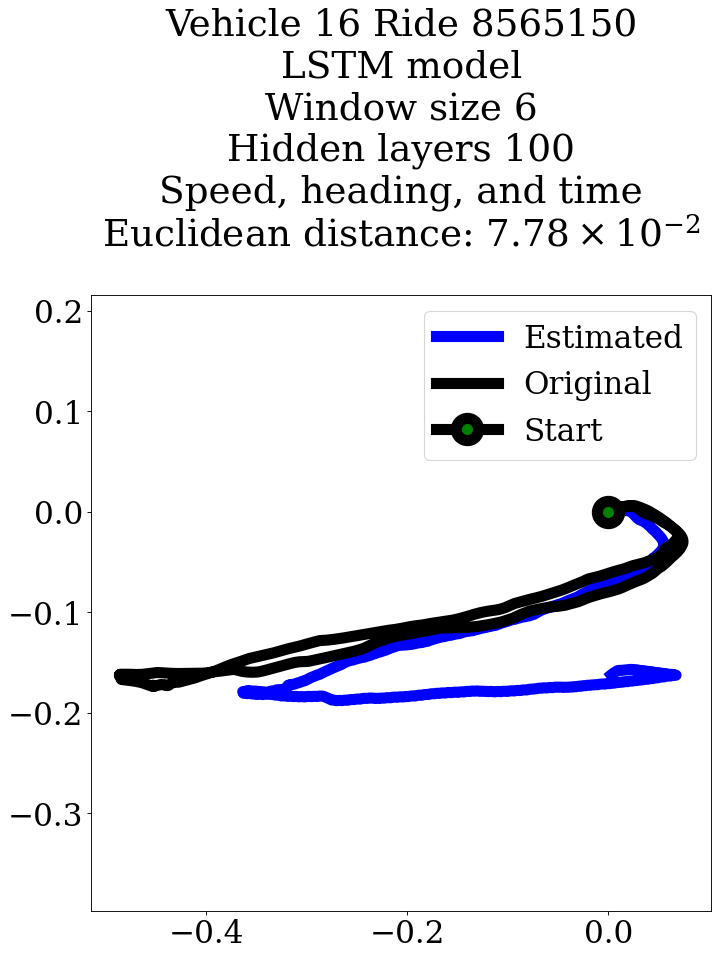 Vehicle 16 Ride 8565150
LSTM model
Window size 6
Hidden layers 100
Speed, heading, and time
Euclidean distance: 7.78 × 10⁻²
Estimated
Original
Start
0.2
0.1
0.0
−0.1
−0.2
−0.3
−0.4 −0.2 0.0